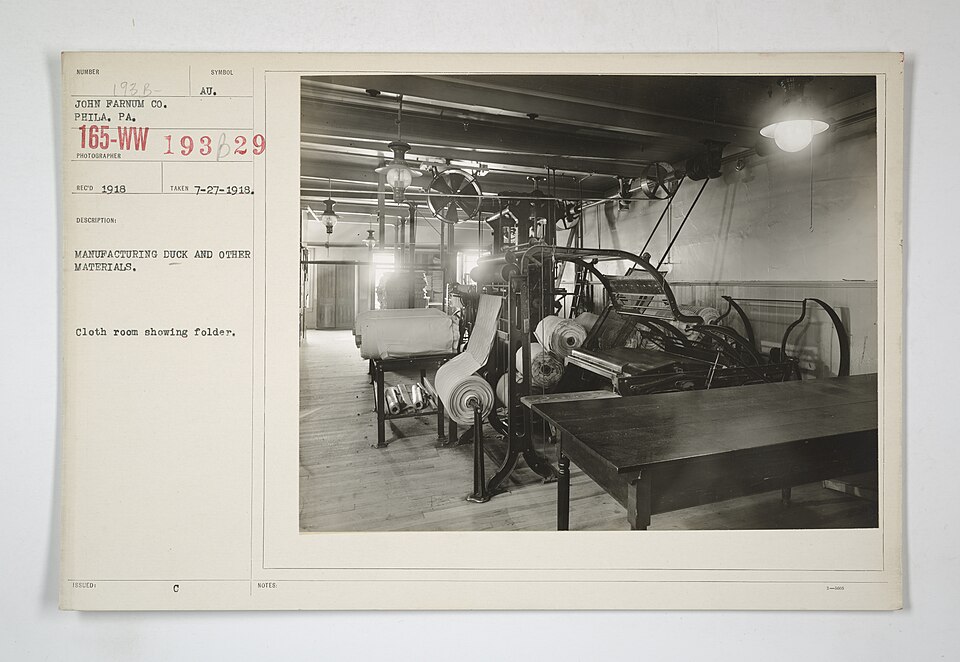 NUMBER
193B-
SYMBOL
AU.
JOHN FARNUM CO.
PHILA. PA.
165-WW 193B29
PHOTOGRAPHER
REC'D 1918
TAKEN 7-27-1918.
DESCRIPTION:
MANUFACTURING DUCK AND OTHER
MATERIALS.
Cloth room showing folder.
ISSUED:
C
NOTES: